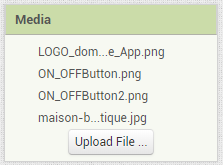 Media
LOGO_dom...e_App.png
ON_OFFButton.png
ON_OFFButton2.png
maison-b...tique.jpg
Upload File ...